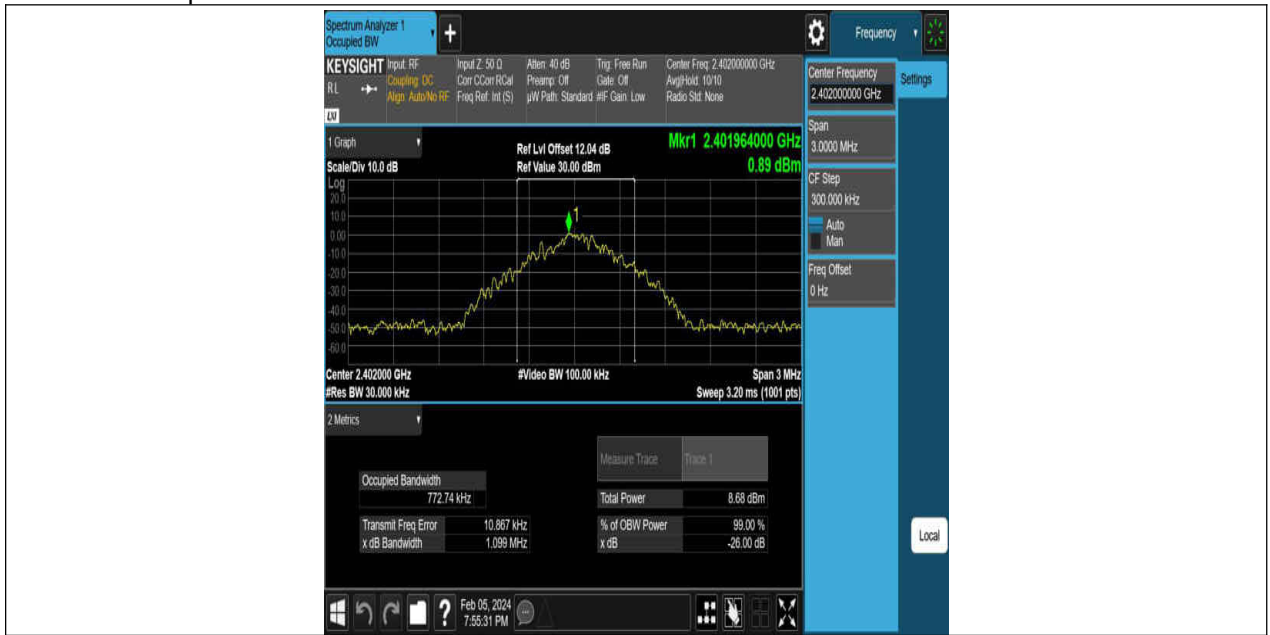 Spectrum Analyzer 1
Occupied BW
Frequency
KEYSIGHT
RL
LXI
Input: RF
Coupling: DC
Align: Auto/No RF
Input Z: 50 Ω
Corr CCorr RCal
Freq Ref: Int (S)
Atten: 40 dB
Preamp: Off
µW Path: Standard
Trig: Free Run
Gate: Off
#IF Gain: Low
Center Freq: 2.402000000 GHz
Avg|Hold: 10/10
Radio Std: None
Center Frequency
2.402000000 GHz
Settings
Span
3.0000 MHz
CF Step
300.000 kHz
Auto
Man
Freq Offset
0 Hz
Local
1 Graph
Scale/Div 10.0 dB
Ref Lvl Offset 12.04 dB
Ref Value 30.00 dBm
Mkr1 2.401964000 GHz
0.89 dBm
Log
20.0
10.0
0.00
-10.0
-20.0
-30.0
-40.0
-50.0
-60.0
1
Center 2.402000 GHz
#Video BW 100.00 kHz
Span 3 MHz
#Res BW 30.000 kHz
Sweep 3.20 ms (1001 pts)
2 Metrics
Measure Trace
Trace 1
Occupied Bandwidth
772.74 kHz
Total Power
8.68 dBm
Transmit Freq Error
10.867 kHz
% of OBW Power
99.00 %
x dB Bandwidth
1.099 MHz
x dB
-26.00 dB
Feb 05, 2024
7:55:31 PM